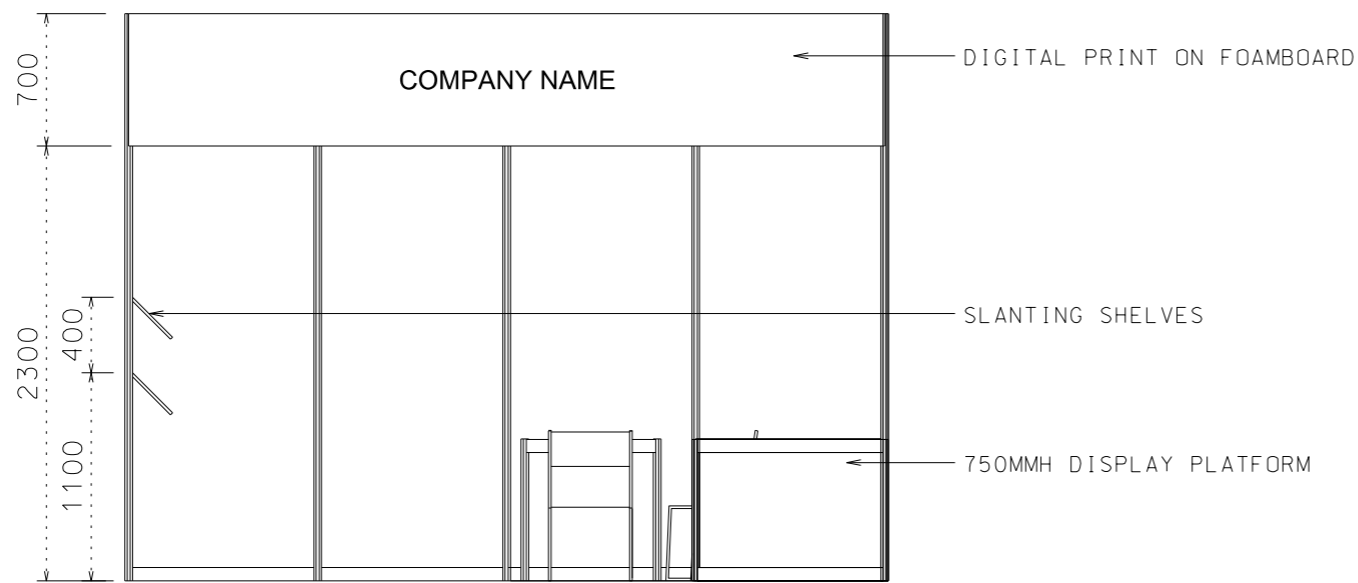 700
COMPANY NAME
DIGITAL PRINT ON FOAMBOARD
2300
400
SLANTING SHELVES
1100
750MMH DISPLAY PLATFORM